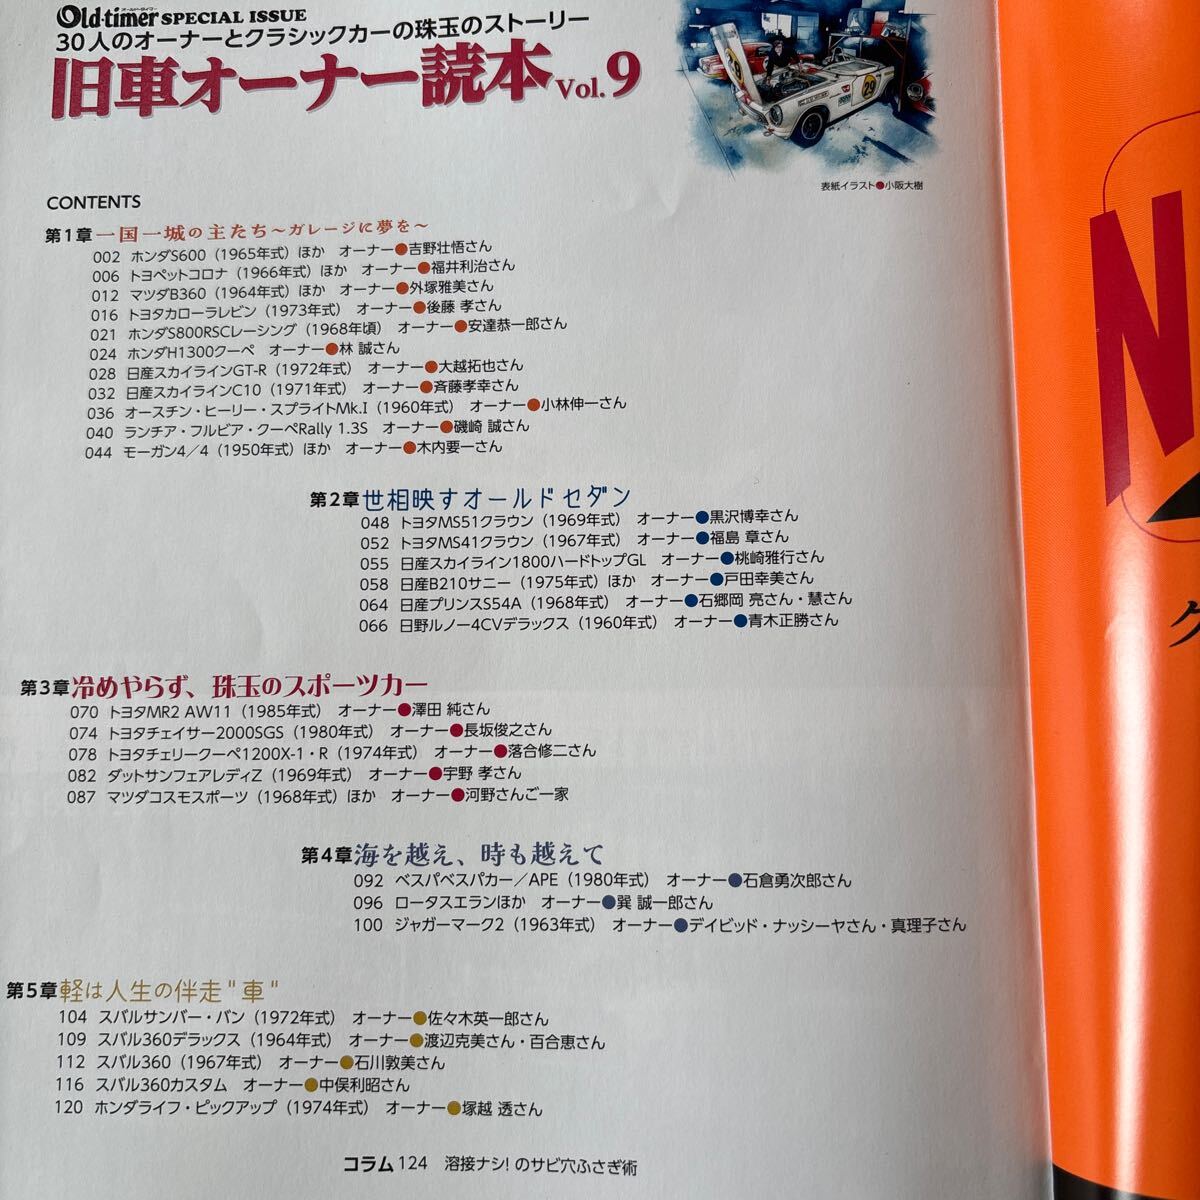 オールド・タイマー
Old-timer SPECIAL ISSUE
30人のオーナーとクラシックカーの珠玉のストーリー
旧車オーナー読本 Vol.9
29
29
表紙イラスト●小阪大樹
CONTENTS
第1章 一国一城の主たち～ガレージに夢を～
002 ホンダS600（1965年式）ほか オーナー●吉野壮悟さん
006 トヨペットコロナ（1966年式）ほか オーナー●福井利治さん
012 マツダB360（1964年式）ほか オーナー●外塚雅美さん
016 トヨタカローラレビン（1973年式） オーナー●後藤 孝さん
021 ホンダS800RSCレーシング（1968年頃） オーナー●安達恭一郎さん
024 ホンダH1300クーペ オーナー●林 誠さん
028 日産スカイラインGT-R（1972年式） オーナー●大越拓也さん
032 日産スカイラインC10（1971年式） オーナー●斉藤孝幸さん
036 オースチン・ヒーリー・スプライトMk.I（1960年式） オーナー●小林伸一さん
040 ランチア・フルビア・クーペRally 1.3S オーナー●磯崎 誠さん
044 モーガン4／4（1950年式）ほか オーナー●木内要一さん
第2章 世相映すオールドセダン
048 トヨタMS51クラウン（1969年式） オーナー●黒沢博幸さん
052 トヨタMS41クラウン（1967年式） オーナー●福島 章さん
055 日産スカイライン1800ハードトップGL オーナー●桃崎雅行さん
058 日産B210サニー（1975年式）ほか オーナー●戸田幸美さん
064 日産プリンスS54A（1968年式） オーナー●石郷岡 亮さん・慧さん
066 日野ルノー4CVデラックス（1960年式） オーナー●青木正勝さん
第3章 冷めやらず、珠玉のスポーツカー
070 トヨタMR2 AW11（1985年式） オーナー●澤田 純さん
074 トヨタチェイサー2000SGS（1980年式） オーナー●長坂俊之さん
078 トヨタチェリークーペ1200X-1・R（1974年式） オーナー●落合修二さん
082 ダットサンフェアレディZ（1969年式） オーナー●宇野 孝さん
087 マツダコスモスポーツ（1968年式）ほか オーナー●河野さんご一家
第4章 海を越え、時も越えて
092 ベスパベスパカー／APE（1980年式） オーナー●石倉勇次郎さん
096 ロータスエランほか オーナー●巽 誠一郎さん
100 ジャガーマーク2（1963年式） オーナー●デイビッド・ナッシーヤさん・真理子さん
第5章 軽は人生の伴走"車"
104 スバルサンバー・バン（1972年式） オーナー●佐々木英一郎さん
109 スバル360デラックス（1964年式） オーナー●渡辺克美さん・百合恵さん
112 スバル360（1967年式） オーナー●石川敦美さん
116 スバル360カスタム オーナー●中俣利昭さん
120 ホンダライフ・ピックアップ（1974年式） オーナー●塚越 透さん
コラム 124 溶接ナシ！のサビ穴ふさぎ術
N
ク